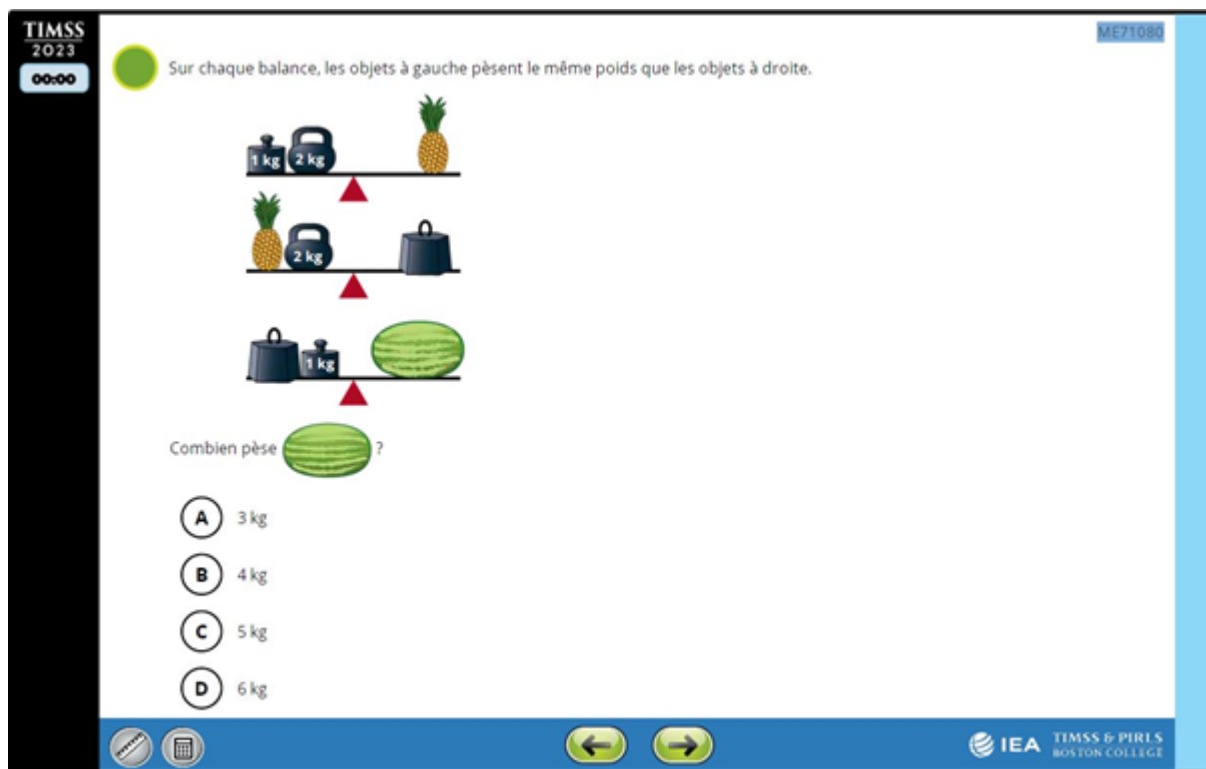 TIMSS
2023
00:00
ME71080
Sur chaque balance, les objets à gauche pèsent le même poids que les objets à droite.
1 kg 2 kg
2 kg
1 kg
Combien pèse ?
A 3 kg
B 4 kg
C 5 kg
D 6 kg
IEA TIMSS & PIRLS
BOSTON COLLEGE